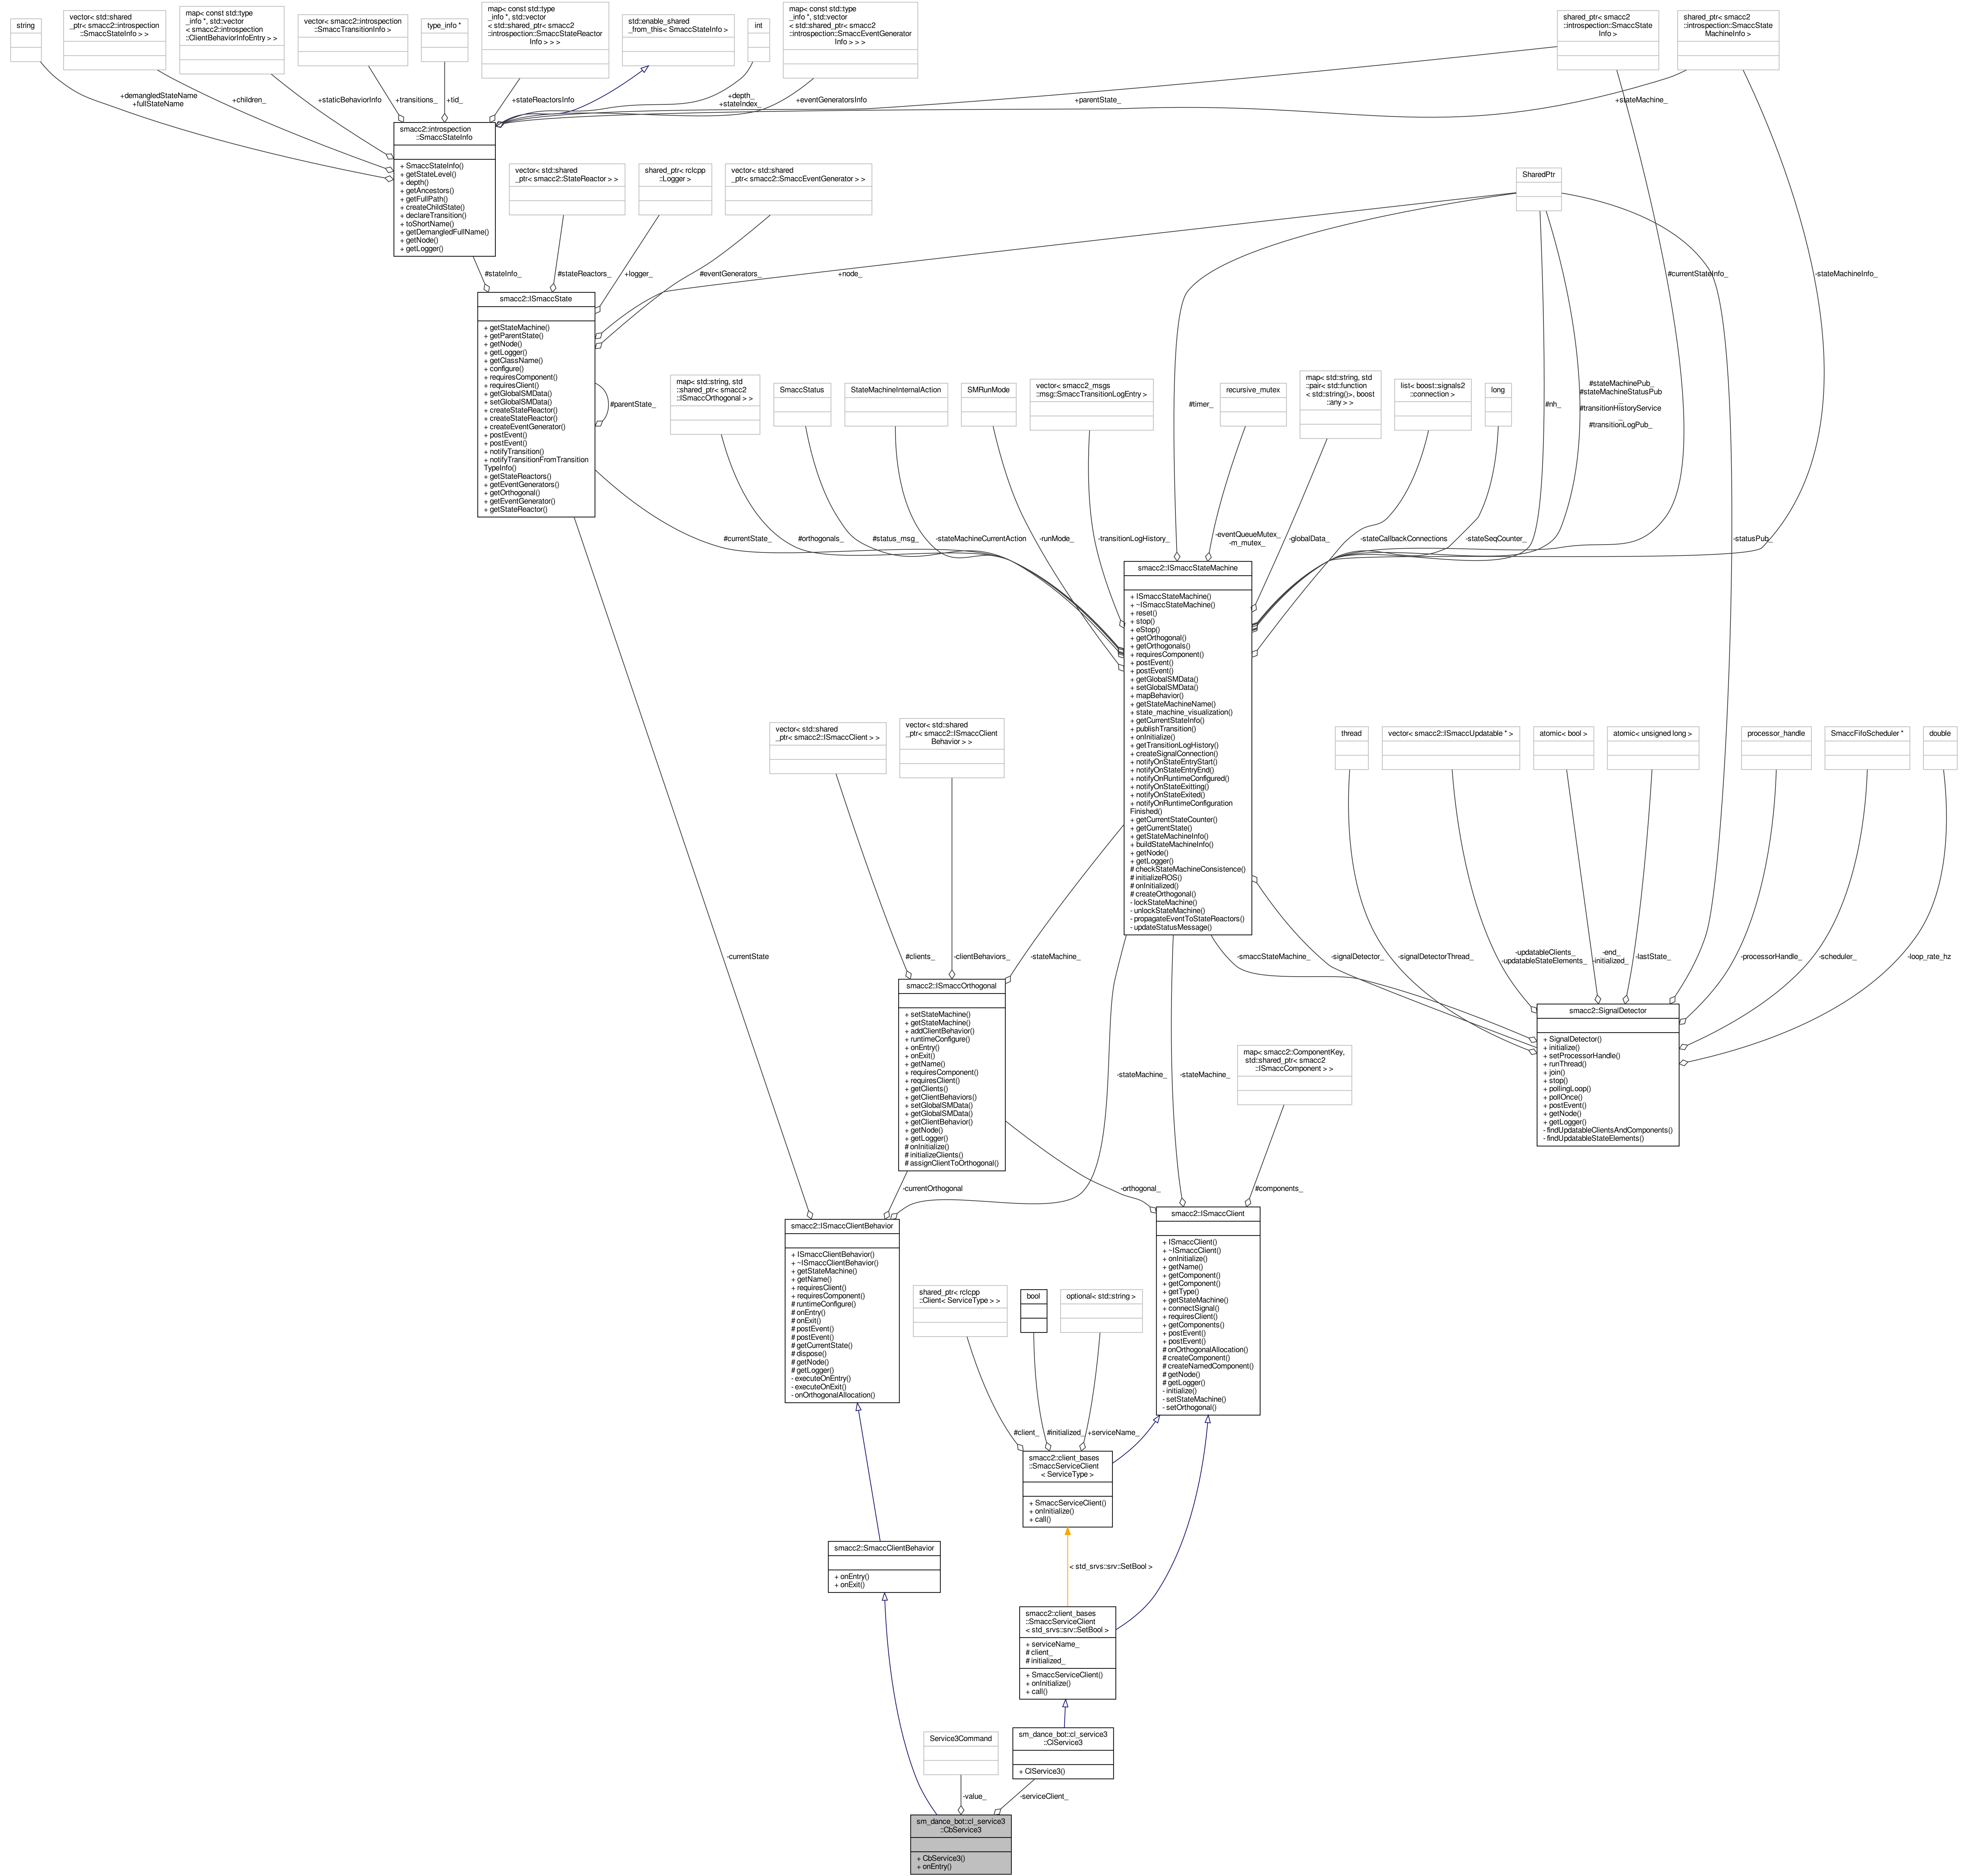 string
vector< std::shared
_ptr< smacc2::introspection
::SmaccStateInfo > >
map< const std::type
_info *, std::vector
< smacc2::introspection
::ClientBehaviorInfoEntry > >
vector< smacc2::introspection
::SmaccTransitionInfo >
type_info *
map< const std::type
_info *, std::vector
< std::shared_ptr< smacc2
::introspection::SmaccStateReactor
Info > > >
std::enable_shared
_from_this< SmaccStateInfo >
int
map< const std::type
_info *, std::vector
< std::shared_ptr< smacc2
::introspection::SmaccEventGenerator
Info > > >
shared_ptr< smacc2
::introspection::SmaccState
Info >
shared_ptr< smacc2
::introspection::SmaccState
MachineInfo >
+demangledStateName
+fullStateName
+children_
+staticBehaviorInfo
+transitions_
+tid_
+stateReactorsInfo
+depth_
+stateIndex_
+eventGeneratorsInfo
+parentState_
+stateMachine_
smacc2::introspection
::SmaccStateInfo
+ SmaccStateInfo()
+ getStateLevel()
+ depth()
+ getAncestors()
+ getFullPath()
+ createChildState()
+ declareTransition()
+ toShortName()
+ getDemangledFullName()
+ getNode()
+ getLogger()
vector< std::shared
_ptr< smacc2::StateReactor > >
shared_ptr< rclcpp
::Logger >
vector< std::shared
_ptr< smacc2::SmaccEventGenerator > >
SharedPtr
#stateInfo_
#stateReactors_
+logger_
#eventGenerators_
+node_
#currentStateInfo_
-stateMachineInfo_
smacc2::ISmaccState
+ getStateMachine()
+ getParentState()
+ getNode()
+ getLogger()
+ getClassName()
+ configure()
+ requiresComponent()
+ requiresClient()
+ getGlobalSMData()
+ setGlobalSMData()
+ createStateReactor()
+ createStateReactor()
+ createEventGenerator()
+ postEvent()
+ postEvent()
+ notifyTransition()
+ notifyTransitionFromTransition
TypeInfo()
+ getStateReactors()
+ getEventGenerators()
+ getOrthogonal()
+ getEventGenerator()
+ getStateReactor()
#parentState_
map< std::string, std
::shared_ptr< smacc2
::ISmaccOrthogonal > >
SmaccStatus
StateMachineInternalAction
SMRunMode
vector< smacc2_msgs
::msg::SmaccTransitionLogEntry >
#timer_
recursive_mutex
map< std::string, std
::pair< std::function
< std::string()>, boost
::any > >
list< boost::signals2
::connection >
long
#nh_
#stateMachinePub_
#stateMachineStatusPub
_
#transitionHistoryService
_
#transitionLogPub_
#currentState_
#orthogonals_
#status_msg_
-stateMachineCurrentAction
-runMode_
-transitionLogHistory_
-eventQueueMutex_
-m_mutex_
-globalData_
-stateCallbackConnections
-stateSeqCounter_
-statusPub_
smacc2::ISmaccStateMachine
+ ISmaccStateMachine()
+ ~ISmaccStateMachine()
+ reset()
+ stop()
+ eStop()
+ getOrthogonal()
+ getOrthogonals()
+ requiresComponent()
+ postEvent()
+ postEvent()
+ getGlobalSMData()
+ setGlobalSMData()
+ mapBehavior()
+ getStateMachineName()
+ state_machine_visualization()
+ getCurrentStateInfo()
+ publishTransition()
+ onInitialize()
+ getTransitionLogHistory()
+ createSignalConnection()
+ notifyOnStateEntryStart()
+ notifyOnStateEntryEnd()
+ notifyOnRuntimeConfigured()
+ notifyOnStateExitting()
+ notifyOnStateExited()
+ notifyOnRuntimeConfiguration
Finished()
+ getCurrentStateCounter()
+ getCurrentState()
+ getStateMachineInfo()
+ buildStateMachineInfo()
+ getNode()
+ getLogger()
# checkStateMachineConsistence()
# initializeROS()
# onInitialized()
# createOrthogonal()
- lockStateMachine()
- unlockStateMachine()
- propagateEventToStateReactors()
- updateStatusMessage()
vector< std::shared
_ptr< smacc2::ISmaccClient > >
vector< std::shared
_ptr< smacc2::ISmaccClient
Behavior > >
thread
vector< smacc2::ISmaccUpdatable * >
atomic< bool >
atomic< unsigned long >
processor_handle
SmaccFifoScheduler *
double
-currentState
#clients_
-clientBehaviors_
-stateMachine_
-smaccStateMachine_
-signalDetector_
-signalDetectorThread_
-updatableClients_
-updatableStateElements_
-end_
-initialized_
-lastState_
-processorHandle_
-scheduler_
-loop_rate_hz
smacc2::ISmaccOrthogonal
+ setStateMachine()
+ getStateMachine()
+ addClientBehavior()
+ runtimeConfigure()
+ onEntry()
+ onExit()
+ getName()
+ requiresComponent()
+ requiresClient()
+ getClients()
+ getClientBehaviors()
+ setGlobalSMData()
+ getGlobalSMData()
+ getClientBehavior()
+ getNode()
+ getLogger()
# onInitialize()
# initializeClients()
# assignClientToOrthogonal()
smacc2::SignalDetector
+ SignalDetector()
+ initialize()
+ setProcessorHandle()
+ runThread()
+ join()
+ stop()
+ pollingLoop()
+ pollOnce()
+ postEvent()
+ getNode()
+ getLogger()
- findUpdatableClientsAndComponents()
- findUpdatableStateElements()
-stateMachine_
-stateMachine_
map< smacc2::ComponentKey,
std::shared_ptr< smacc2
::ISmaccComponent > >
-currentOrthogonal
-orthogonal_
#components_
smacc2::ISmaccClientBehavior
+ ISmaccClientBehavior()
+ ~ISmaccClientBehavior()
+ getStateMachine()
+ getName()
+ requiresClient()
+ requiresComponent()
# runtimeConfigure()
# onEntry()
# onExit()
# postEvent()
# postEvent()
# getCurrentState()
# dispose()
# getNode()
# getLogger()
- executeOnEntry()
- executeOnExit()
- onOrthogonalAllocation()
smacc2::ISmaccClient
+ ISmaccClient()
+ ~ISmaccClient()
+ onInitialize()
+ getName()
+ getComponent()
+ getComponent()
+ getType()
+ getStateMachine()
+ connectSignal()
+ requiresClient()
+ getComponents()
+ postEvent()
+ postEvent()
# onOrthogonalAllocation()
# createComponent()
# createNamedComponent()
# getNode()
# getLogger()
- initialize()
- setStateMachine()
- setOrthogonal()
shared_ptr< rclcpp
::Client< ServiceType > >
bool
optional< std::string >
#client_
#initialized_
+serviceName_
smacc2::client_bases
::SmaccServiceClient
< ServiceType >
+ SmaccServiceClient()
+ onInitialize()
+ call()
smacc2::SmaccClientBehavior
+ onEntry()
+ onExit()
< std_srvs::srv::SetBool >
smacc2::client_bases
::SmaccServiceClient
< std_srvs::srv::SetBool >
+ serviceName_
# client_
# initialized_
+ SmaccServiceClient()
+ onInitialize()
+ call()
Service3Command
sm_dance_bot::cl_service3
::ClService3
+ ClService3()
-value_
-serviceClient_
sm_dance_bot::cl_service3
::CbService3
+ CbService3()
+ onEntry()